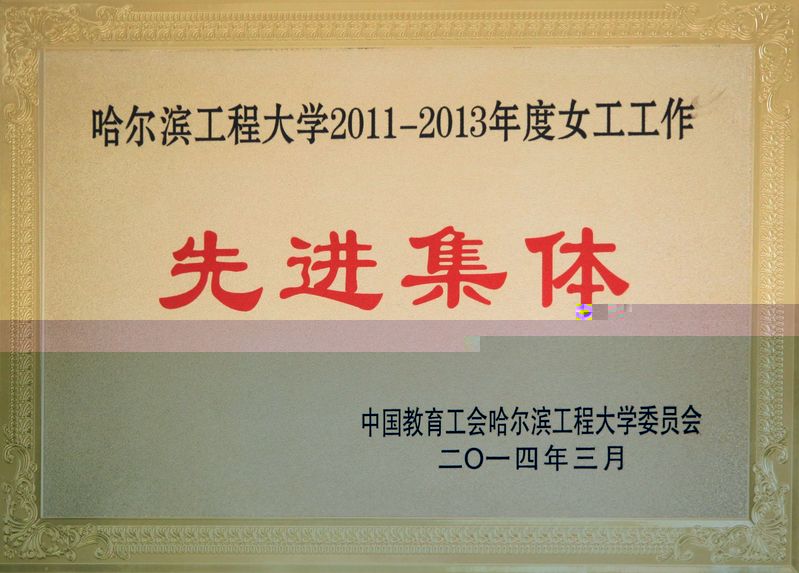 哈尔滨工程大学2011-2013年度女工工作
先进集体
中国教育工会哈尔滨工程大学委员会
二〇一四年三月